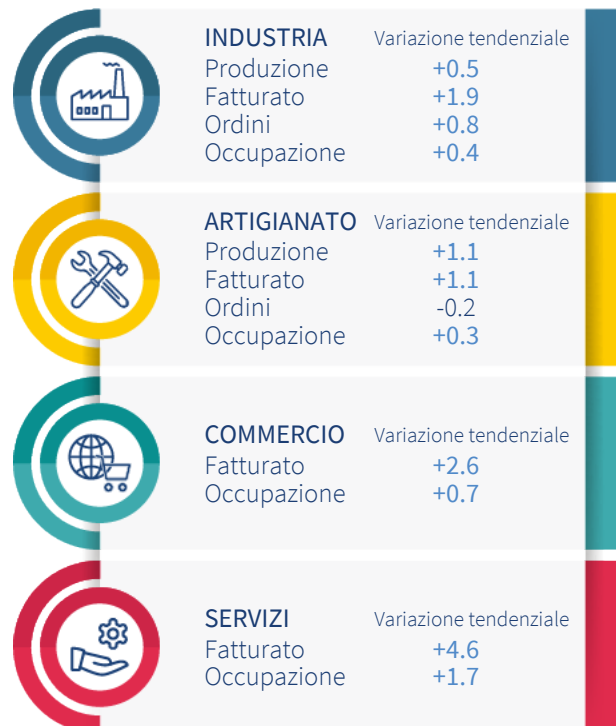 INDUSTRIA Variazione tendenziale
Produzione +0.5
Fatturato +1.9
Ordini +0.8
Occupazione +0.4
ARTIGIANATO Variazione tendenziale
Produzione +1.1
Fatturato +1.1
Ordini -0.2
Occupazione +0.3
COMMERCIO Variazione tendenziale
Fatturato +2.6
Occupazione +0.7
SERVIZI Variazione tendenziale
Fatturato +4.6
Occupazione +1.7